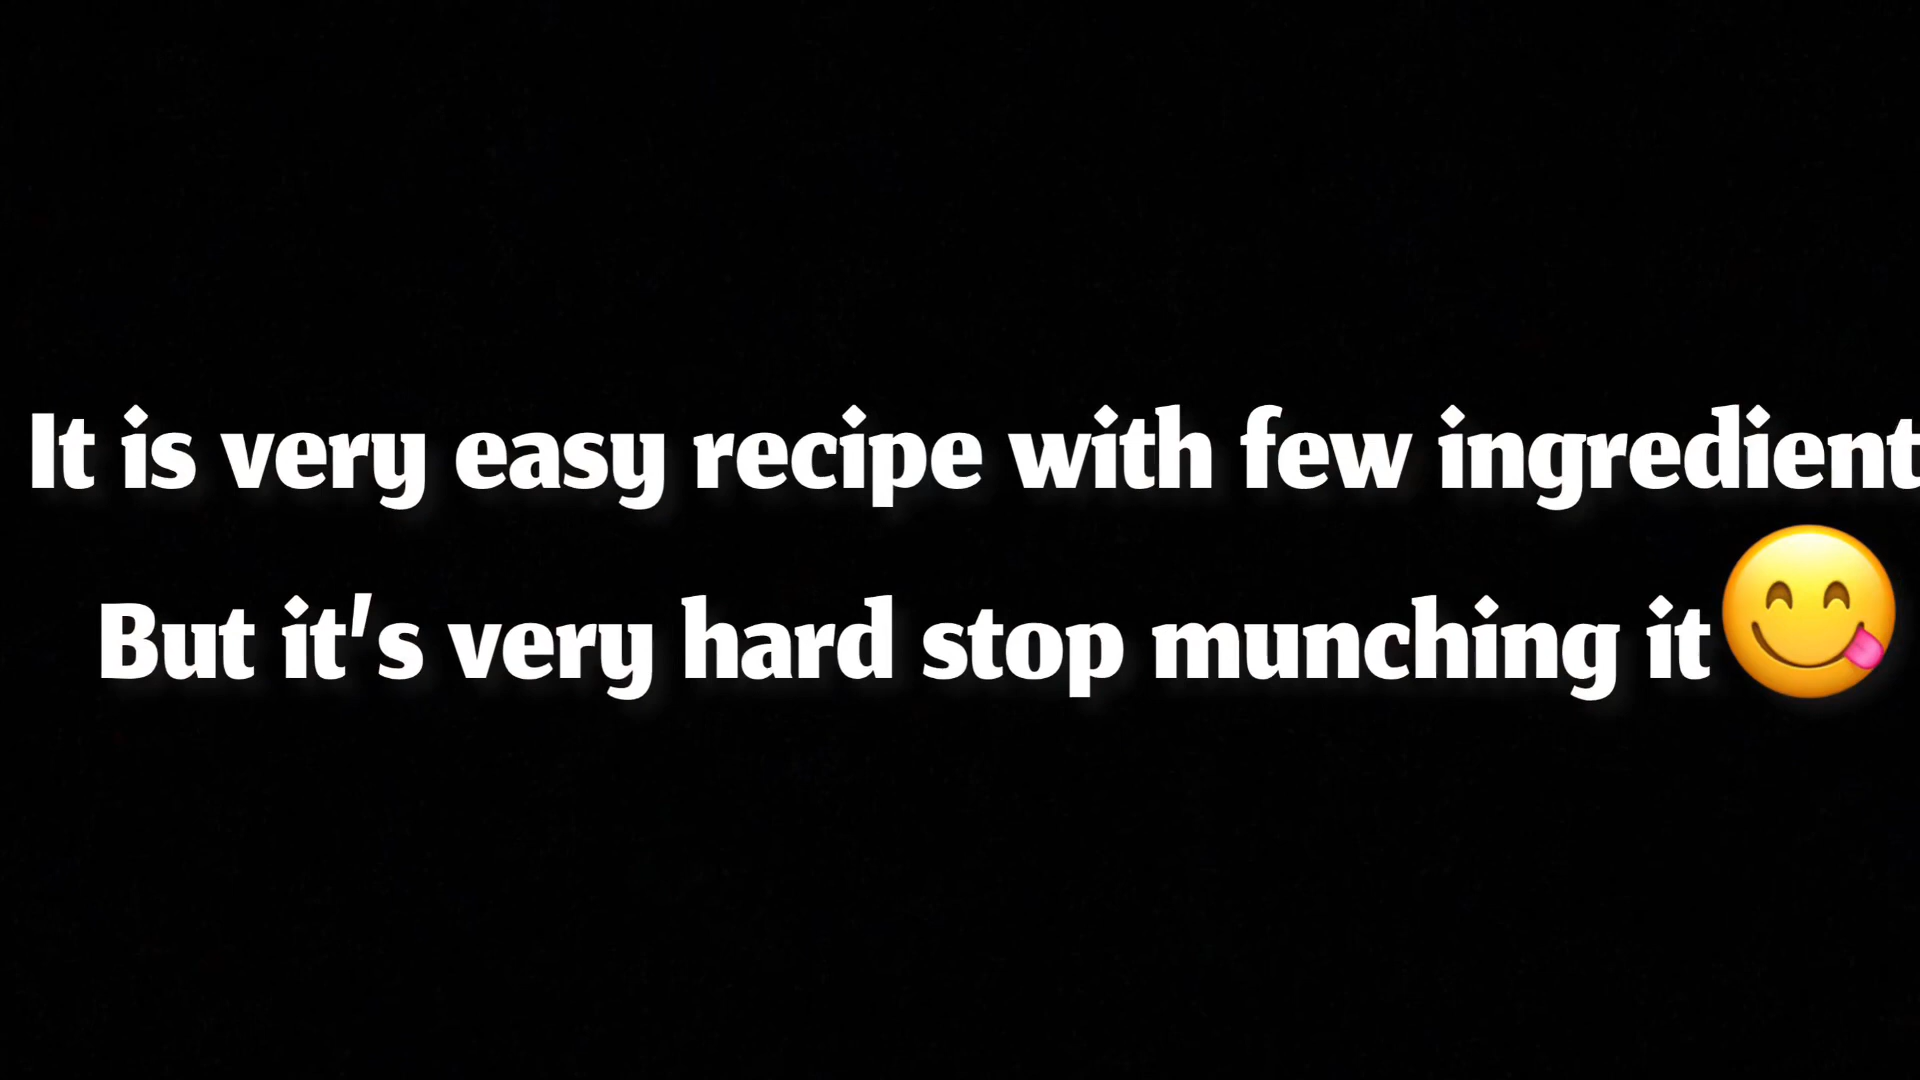 It is very easy recipe with few ingredient
But it's very hard stop munching it😋